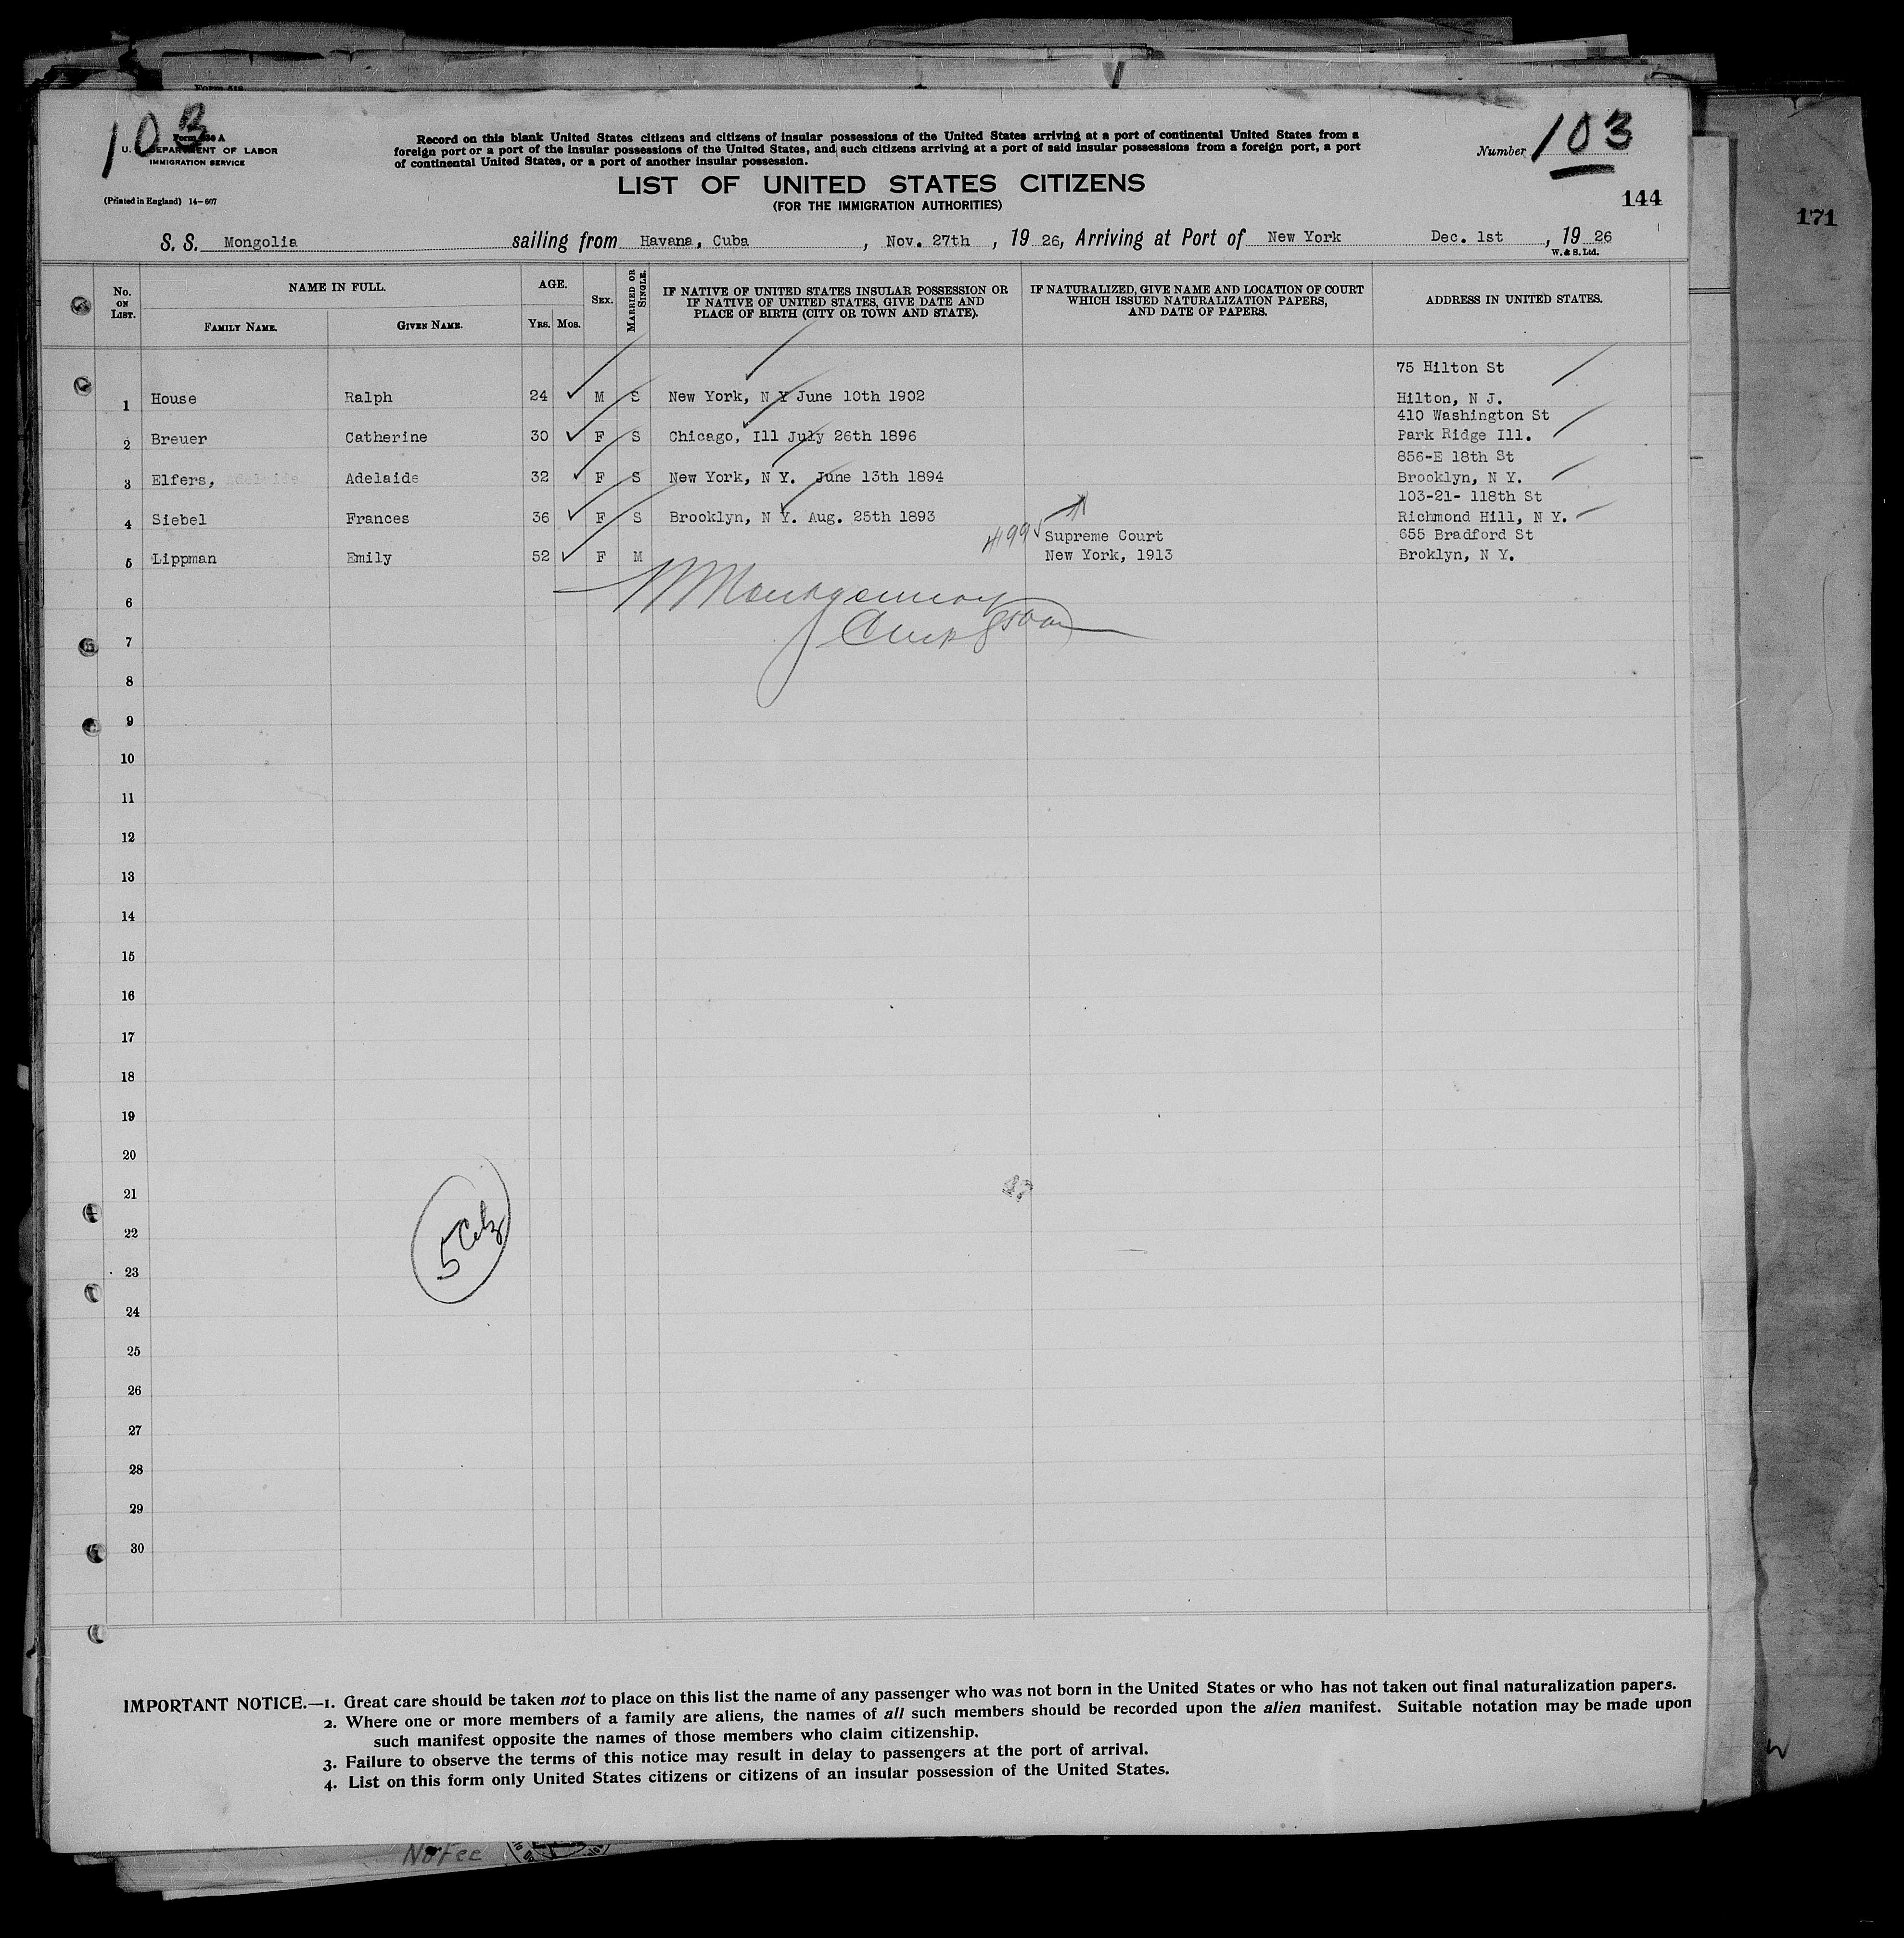 103
Form 630 A
U. S. DEPARTMENT OF LABOR
IMMIGRATION SERVICE
(Printed in England) 14—607
Record on this blank United States citizens and citizens of insular possessions of the United States arriving at a port of continental United States from a
foreign port or a port of the insular possessions of the United States, and such citizens arriving at a port of said insular possessions from a foreign port, a port
of continental United States, or a port of another insular possession.
Number 103
LIST OF UNITED STATES CITIZENS
(FOR THE IMMIGRATION AUTHORITIES)
144
171
S. S. Mongolia sailing from Havana, Cuba, Nov. 27th, 19 26, Arriving at Port of New York Dec. 1st, 19 26
W. & S. Ltd.
No. ON LIST. NAME IN FULL. AGE. SEX. MARRIED OR SINGLE. IF NATIVE OF UNITED STATES INSULAR POSSESSION OR IF NATIVE OF UNITED STATES, GIVE DATE AND PLACE OF BIRTH (CITY OR TOWN AND STATE). IF NATURALIZED, GIVE NAME AND LOCATION OF COURT WHICH ISSUED NATURALIZATION PAPERS, AND DATE OF PAPERS. ADDRESS IN UNITED STATES.
FAMILY NAME. GIVEN NAME. YRS. MOS.
75 Hilton St
1 House Ralph 24 M S New York, N Y June 10th 1902 Hilton, N J.
410 Washington St
2 Breuer Catherine 30 F S Chicago, Ill July 26th 1896 Park Ridge Ill.
856-E 18th St
3 Elfers, Adelaide Adelaide 32 F S New York, N Y. June 13th 1894 Brooklyn, N Y.
103-21- 118th St
4 Siebel Frances 36 F S Brooklyn, N Y. Aug. 25th 1893 Richmond Hill, N Y.
Supreme Court 655 Bradford St
5 Lippman Emily 52 F M New York, 1913 Broklyn, N Y.
6
Montgomery
7
8
9
10
11
12
13
14
15
16
17
18
19
20
21
22
5 Citz
23
24
25
26
27
28
29
30
IMPORTANT NOTICE.—1. Great care should be taken not to place on this list the name of any passenger who was not born in the United States or who has not taken out final naturalization papers.
2. Where one or more members of a family are aliens, the names of all such members should be recorded upon the alien manifest. Suitable notation may be made upon
such manifest opposite the names of those members who claim citizenship.
3. Failure to observe the terms of this notice may result in delay to passengers at the port of arrival.
4. List on this form only United States citizens or citizens of an insular possession of the United States.